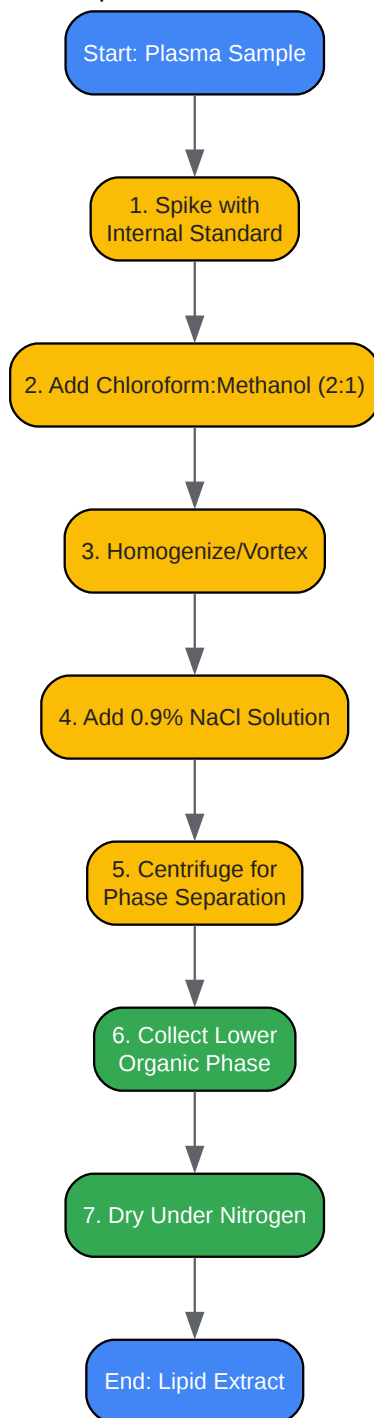 Start: Plasma Sample
1. Spike with
Internal Standard
2. Add Chloroform:Methanol (2:1)
3. Homogenize/Vortex
4. Add 0.9% NaCl Solution
5. Centrifuge for
Phase Separation
6. Collect Lower
Organic Phase
7. Dry Under Nitrogen
End: Lipid Extract